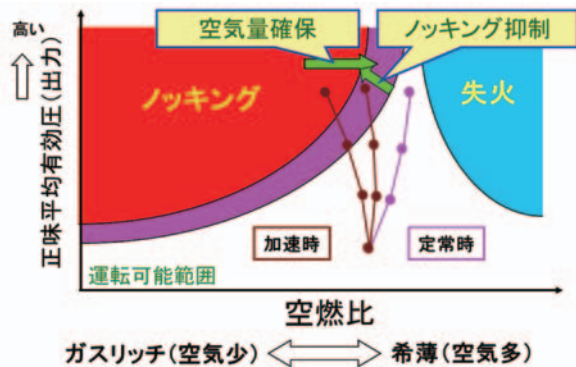 高い
正味平均有効圧(出力)
空気量確保
ノッキング抑制
ノッキング
失火
加速時
定常時
運転可能範囲
空燃比
ガスリッチ(空気少)
希薄(空気多)